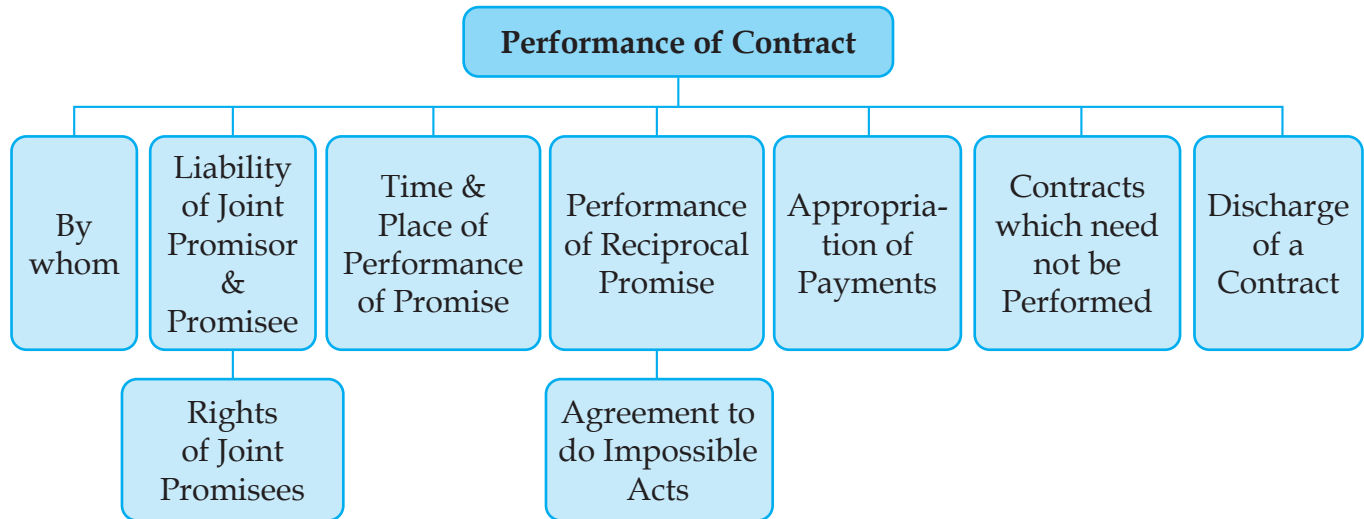 Performance of Contract
By
whom
Liability
of Joint
Promisor
&
Promisee
Time &
Place of
Performance
of Promise
Performance
of Reciprocal
Promise
Appropria-
tion of
Payments
Contracts
which need
not be
Performed
Discharge
of a
Contract
Rights
of Joint
Promisees
Agreement to
do Impossible
Acts